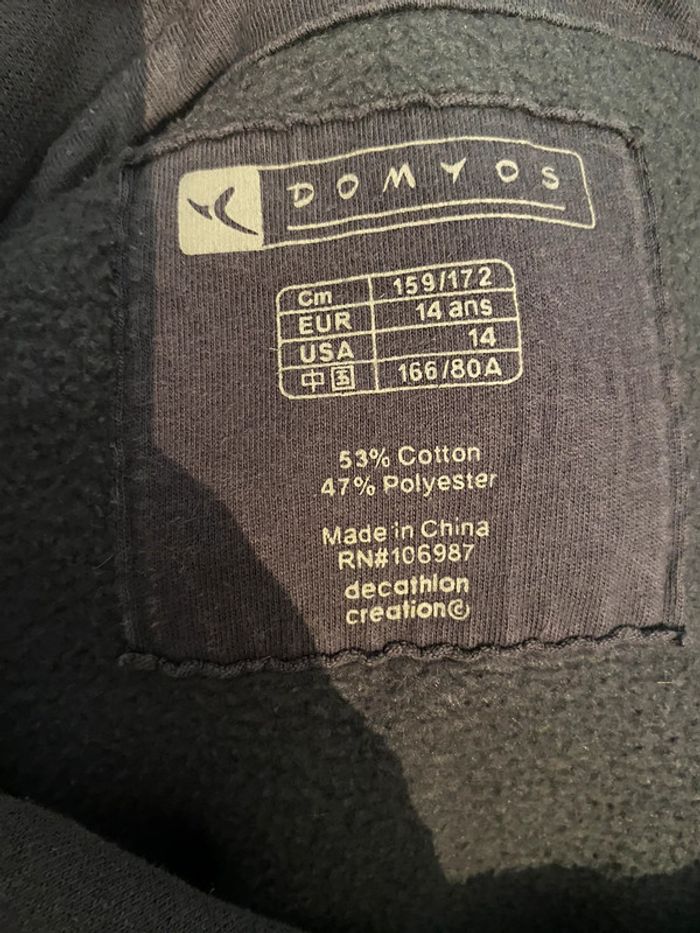 DOMYOS
Cm 159/172
EUR 14 ans
USA 14
中国 166/80A
53% Cotton
47% Polyester
Made in China
RN#106987
decathlon
creation©